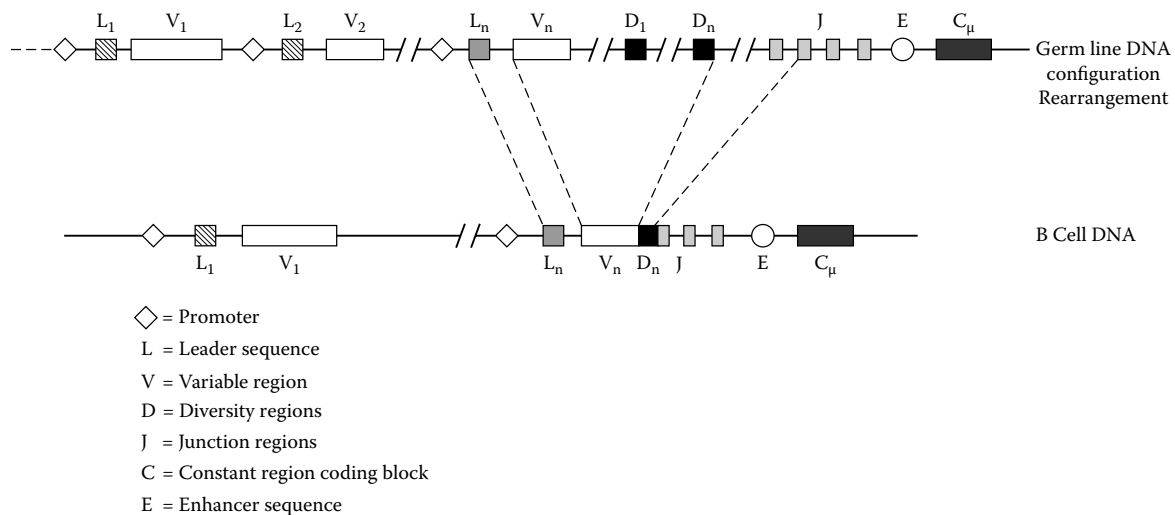 L₁ V₁ L₂ V₂ Lₙ Vₙ D₁ Dₙ J E Cμ
Germ line DNA
configuration
Rearrangement
B Cell DNA
L₁ V₁ Lₙ Vₙ Dₙ J E Cμ
= Promoter
L = Leader sequence
V = Variable region
D = Diversity regions
J = Junction regions
C = Constant region coding block
E = Enhancer sequence